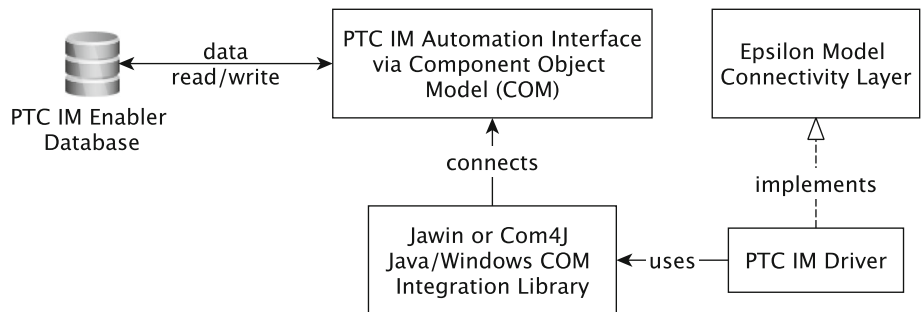 data
read/write
PTC IM Enabler
Database
PTC IM Automation Interface
via Component Object
Model (COM)
Epsilon Model
Connectivity Layer
connects
implements
Jawin or Com4J
Java/Windows COM
Integration Library
uses
PTC IM Driver